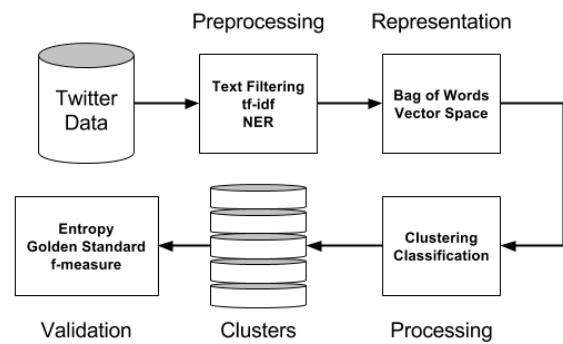 Preprocessing
Representation
Twitter
Data
Text Filtering
tf-idf
NER
Bag of Words
Vector Space
Entropy
Golden Standard
f-measure
Clustering
Classification
Validation
Clusters
Processing